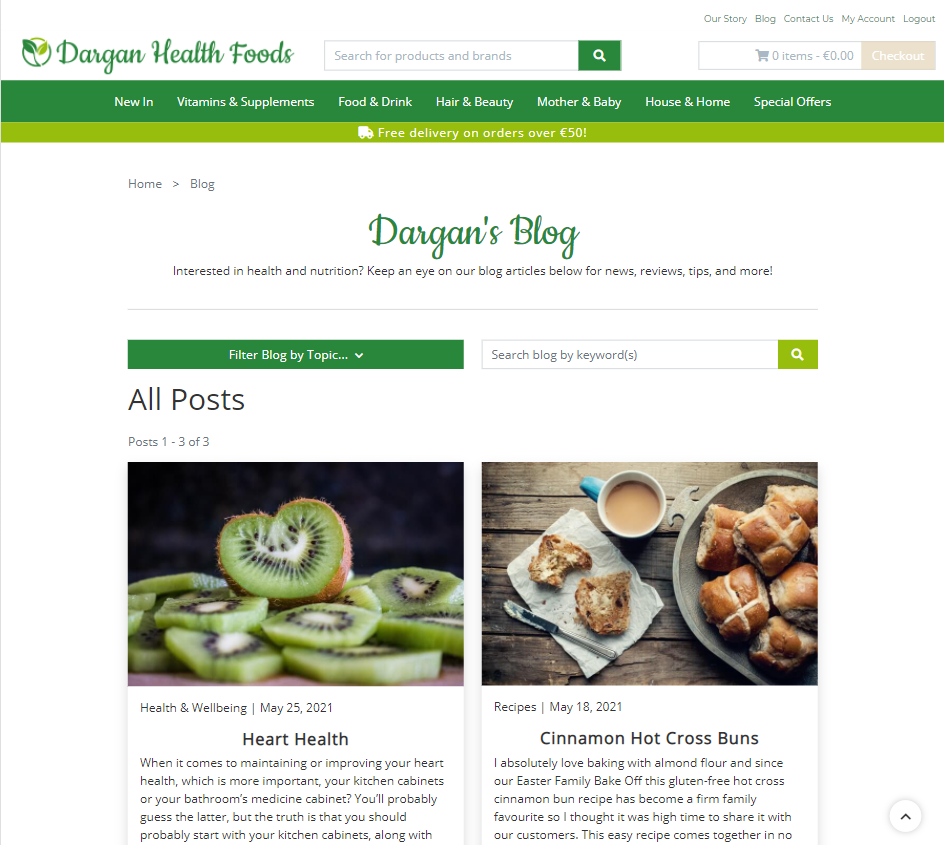 Our Story Blog Contact Us My Account Logout
Dargan Health Foods
Search for products and brands
0 items - €0.00 Checkout
New In Vitamins & Supplements Food & Drink Hair & Beauty Mother & Baby House & Home Special Offers
Free delivery on orders over €50!
Home > Blog
Dargan's Blog
Interested in health and nutrition? Keep an eye on our blog articles below for news, reviews, tips, and more!
Filter Blog by Topic...
Search blog by keyword(s)
All Posts
Posts 1 - 3 of 3
Health & Wellbeing | May 25, 2021
Heart Health
When it comes to maintaining or improving your heart
health, which is more important, your kitchen cabinets
or your bathroom’s medicine cabinet? You’ll probably
guess the latter, but the truth is that you should
probably start with your kitchen cabinets, along with
Recipes | May 18, 2021
Cinnamon Hot Cross Buns
I absolutely love baking with almond flour and since
our Easter Family Bake Off this gluten-free hot cross
cinnamon bun recipe has become a firm family
favourite so I thought it was high time to share it with
our customers. This easy recipe comes together in no